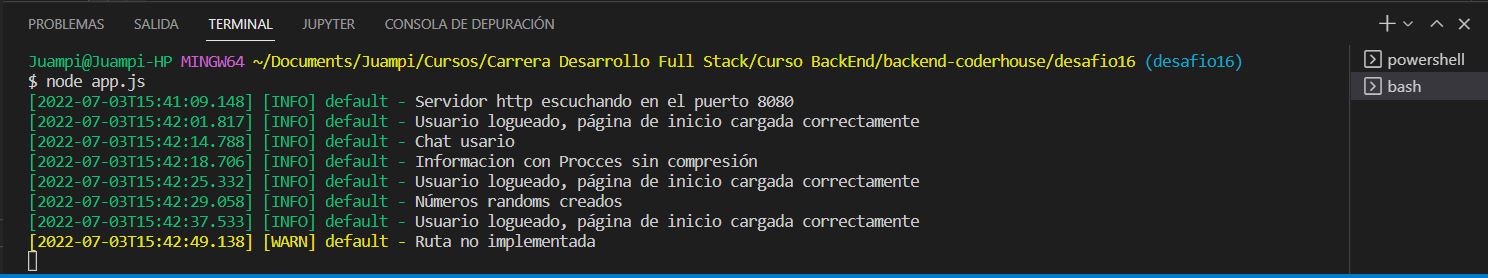 PROBLEMAS SALIDA TERMINAL JUPYTER CONSOLA DE DEPURACIÓN
Juampi@Juampi-HP MINGW64 ~/Documents/Juampi/Cursos/Carrera Desarrollo Full Stack/Curso BackEnd/backend-coderhouse/desafio16 (desafio16)
$ node app.js
[2022-07-03T15:41:09.148] [INFO] default - Servidor http escuchando en el puerto 8080
[2022-07-03T15:42:01.817] [INFO] default - Usuario logueado, página de inicio cargada correctamente
[2022-07-03T15:42:14.788] [INFO] default - Chat usario
[2022-07-03T15:42:18.706] [INFO] default - Informacion con Procces sin compresión
[2022-07-03T15:42:25.332] [INFO] default - Usuario logueado, página de inicio cargada correctamente
[2022-07-03T15:42:29.058] [INFO] default - Números randoms creados
[2022-07-03T15:42:37.533] [INFO] default - Usuario logueado, página de inicio cargada correctamente
[2022-07-03T15:42:49.138] [WARN] default - Ruta no implementada
powershell
bash